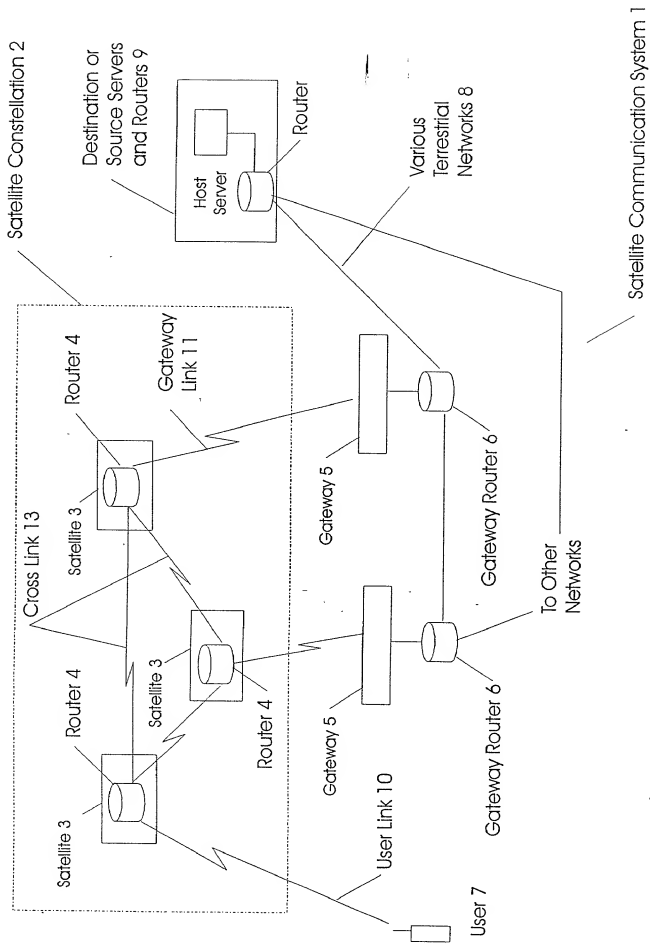 Satellite Constellation 2
Destination or
Source Servers
and Routers 9
Cross Link 13
Router 4
Satellite 3
Router 4
Satellite 3
Satellite 3
Router 4
Gateway
Link 11
Host
Server
Router
Various
Terrestrial
Networks 8
User Link 10
User 7
Gateway 5
Gateway Router 6
Gateway 5
Gateway Router 6
To Other
Networks
Satellite Communication System 1